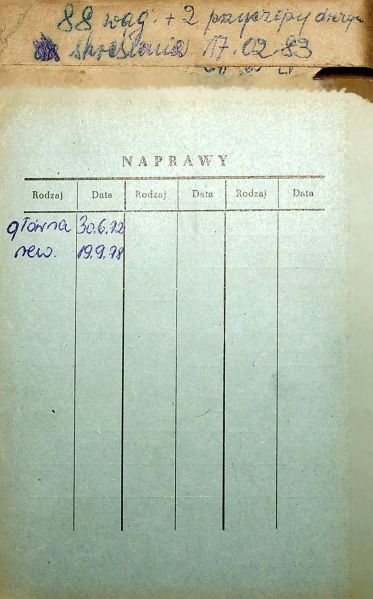 88 wag. + 2 przyczepy
skreślania 17.02.83
NAPRAWY
Rodzaj Data Rodzaj Data Rodzaj Data
główna 30.6.72
rew. 19.9.78